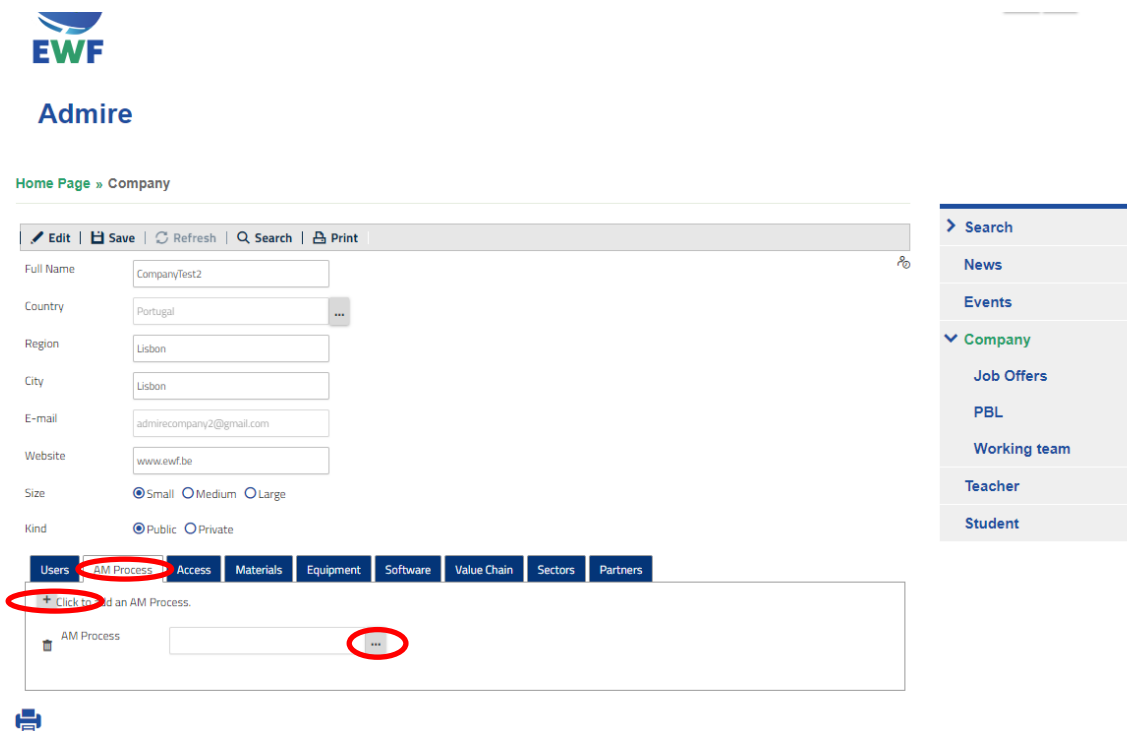 EWF
Admire
Home Page » Company
Edit | Save | Refresh | Search | Print
Full Name CompanyTest2
Country Portugal ...
Region Lisbon
City Lisbon
E-mail admirecompany2@gmail.com
Website www.ewf.be
Size Small Medium Large
Kind Public Private
Users AM Process Access Materials Equipment Software Value Chain Sectors Partners
+ Click to add an AM Process.
AM Process ...
Search
News
Events
Company
Job Offers
PBL
Working team
Teacher
Student